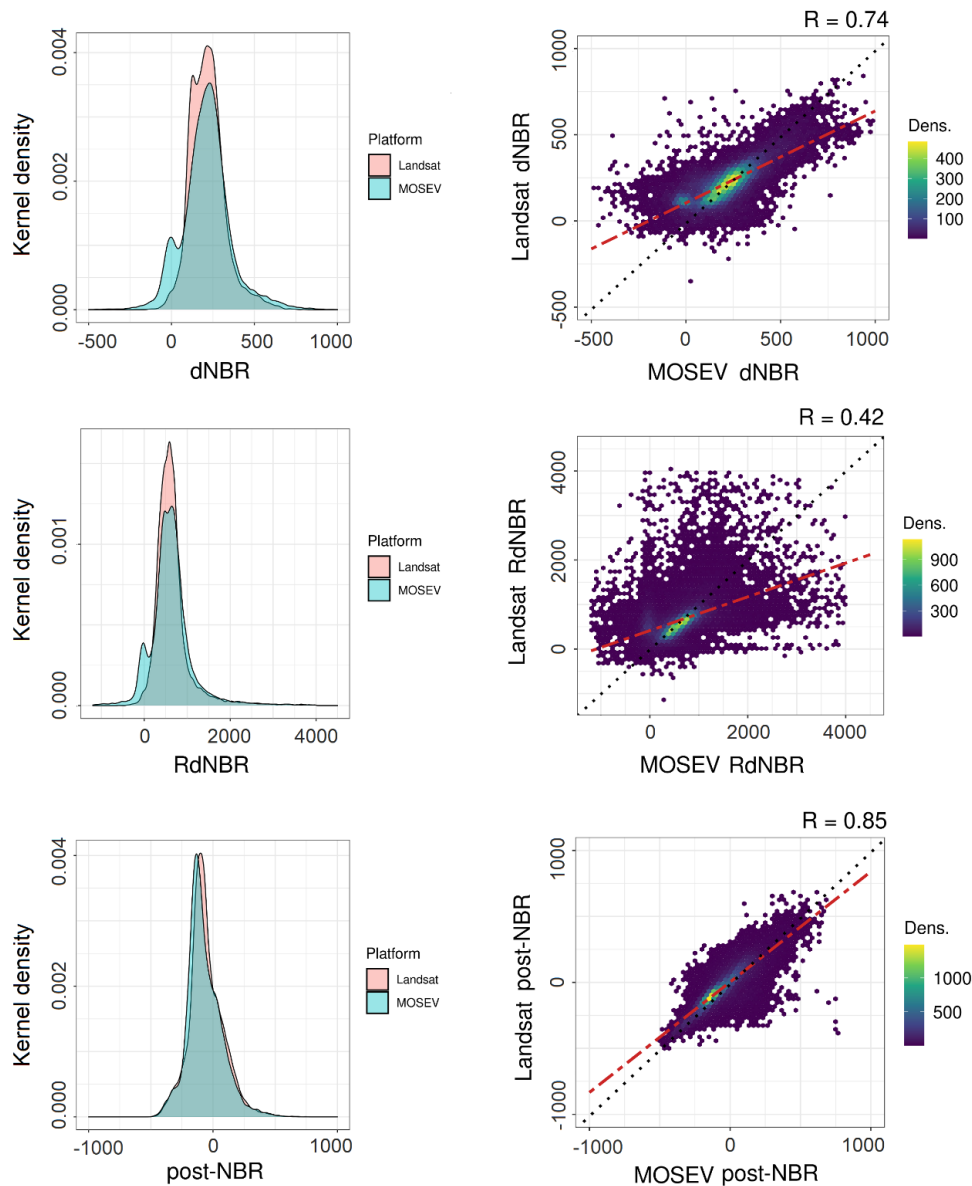 R = 0.74
Kernel density
0.004
0.002
0.000
-500
0
500
1000
dNBR
Platform
Landsat
MOSEV
Landsat dNBR
1000
500
0
-500
-500
0
500
1000
MOSEV dNBR
Dens.
400
300
200
100
R = 0.42
Kernel density
0.001
0.000
0
2000
4000
RdNBR
Platform
Landsat
MOSEV
Landsat RdNBR
4000
2000
0
0
2000
4000
MOSEV RdNBR
Dens.
900
600
300
R = 0.85
Kernel density
0.004
0.002
0.000
-1000
0
1000
post-NBR
Platform
Landsat
MOSEV
Landsat post-NBR
1000
0
-1000
-1000
0
1000
MOSEV post-NBR
Dens.
1000
500